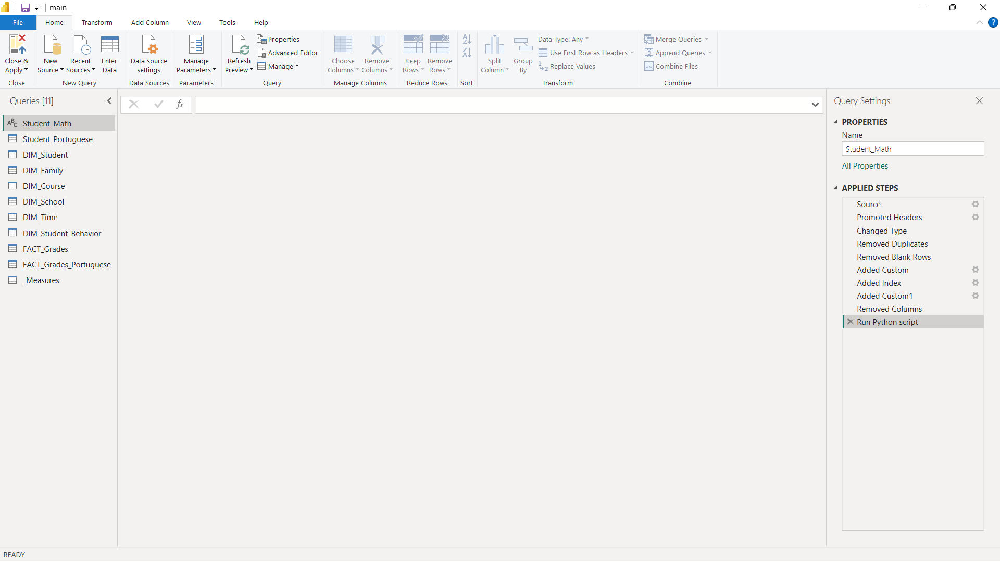 main
File Home Transform Add Column View Tools Help
?
Close & Apply
New Source
Recent Sources
Enter Data
Data source settings
Manage Parameters
Refresh Preview
Properties
Advanced Editor
Manage
Choose Columns
Remove Columns
Keep Rows
Remove Rows
A
Z
Z
A
Split Column
Group By
Data Type: Any
Use First Row as Headers
1
2
Replace Values
Merge Queries
Append Queries
Combine Files
Close
New Query
Data Sources
Parameters
Query
Manage Columns
Reduce Rows
Sort
Transform
Combine
Queries [11]
fx
ABC Student_Math
Student_Portuguese
DIM_Student
DIM_Family
DIM_Course
DIM_School
DIM_Time
DIM_Student_Behavior
FACT_Grades
FACT_Grades_Portuguese
_Measures
Query Settings
PROPERTIES
Name
Student_Math
All Properties
APPLIED STEPS
Source
Promoted Headers
Changed Type
Removed Duplicates
Removed Blank Rows
Added Custom
Added Index
Added Custom1
Removed Columns
Run Python script
READY